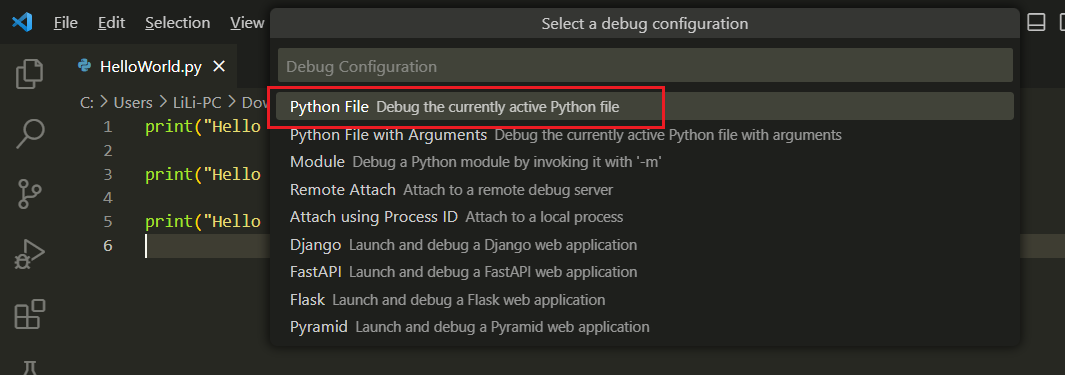 File Edit Selection View
Select a debug configuration
HelloWorld.py
Debug Configuration
C: > Users > LiLi-PC >
Python File Debug the currently active Python file
1 print("Hello
Python File with Arguments Debug the currently active Python file with arguments
2
Module Debug a Python module by invoking it with '-m'
3 print("Hello
Remote Attach Attach to a remote debug server
4
Attach using Process ID Attach to a local process
5 print("Hello
Django Launch and debug a Django web application
6
FastAPI Launch and debug a FastAPI web application
Flask Launch and debug a Flask web application
Pyramid Launch and debug a Pyramid web application